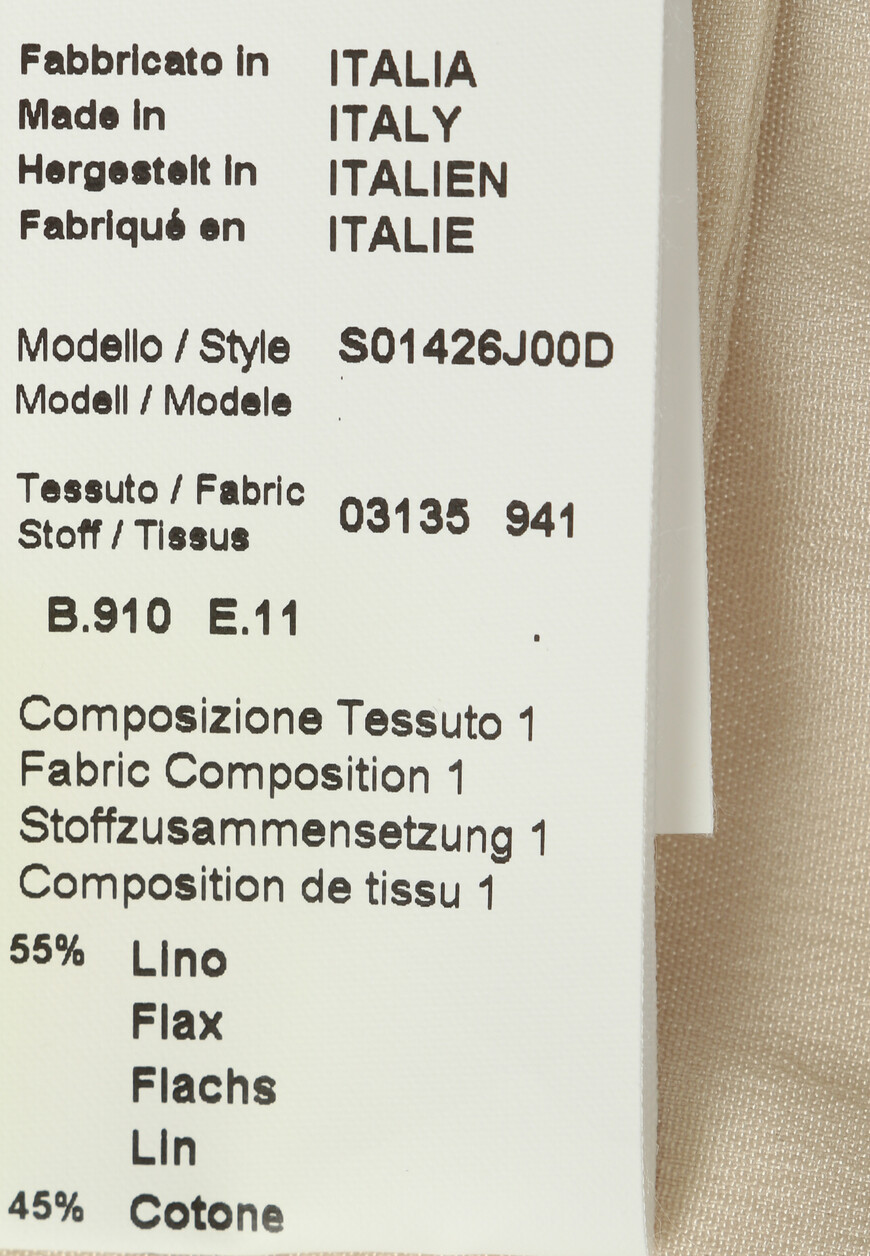 Fabbricato in ITALIA
Made in ITALY
Hergestelt in ITALIEN
Fabriqué en ITALIE
Modello / Style S01426J00D
Modell / Modele
Tessuto / Fabric
Stoff / Tissus 03135 941
B.910 E.11
Composizione Tessuto 1
Fabric Composition 1
Stoffzusammensetzung 1
Composition de tissu 1
55% Lino
Flax
Flachs
Lin
45% Cotone